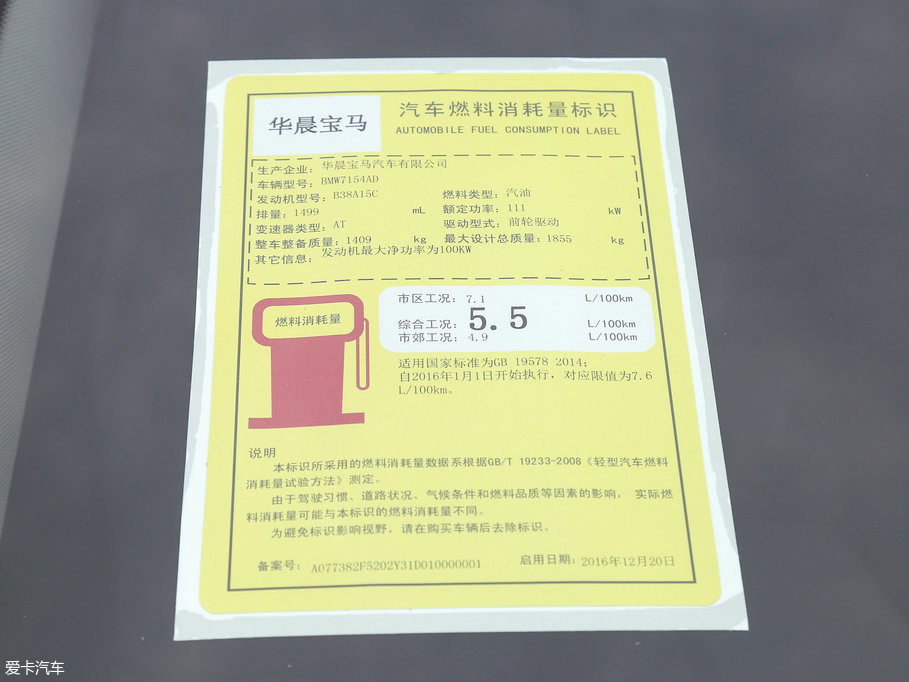 华晨宝马
汽车燃料消耗量标识
AUTOMOBILE FUEL CONSUMPTION LABEL
生产企业：华晨宝马汽车有限公司
车辆型号：BMW7154AD
发动机型号：B38A15C 燃料类型：汽油
排量：1499 mL 额定功率：111 kW
变速器类型：AT 驱动型式：前轮驱动
整车整备质量：1409 kg 最大设计总质量：1855 kg
其它信息：发动机最大净功率为100KW
燃料消耗量
市区工况：7.1 L/100km
综合工况：5.5 L/100km
市郊工况：4.9 L/100km
适用国家标准为GB 19578 2014；
自2016年1月1日开始执行，对应限值为7.6
L/100km。
说明
本标识所采用的燃料消耗量数据系根据GB/T 19233-2008《轻型汽车燃料
消耗量试验方法》测定。
由于驾驶习惯、道路状况、气候条件和燃料品质等因素的影响， 实际燃
料消耗量可能与本标识的燃料消耗量不同。
为避免标识影响视野，请在购买车辆后去除标识。
备案号：A077382F5202Y31D010000001 启用日期：2016年12月20日
爱卡汽车